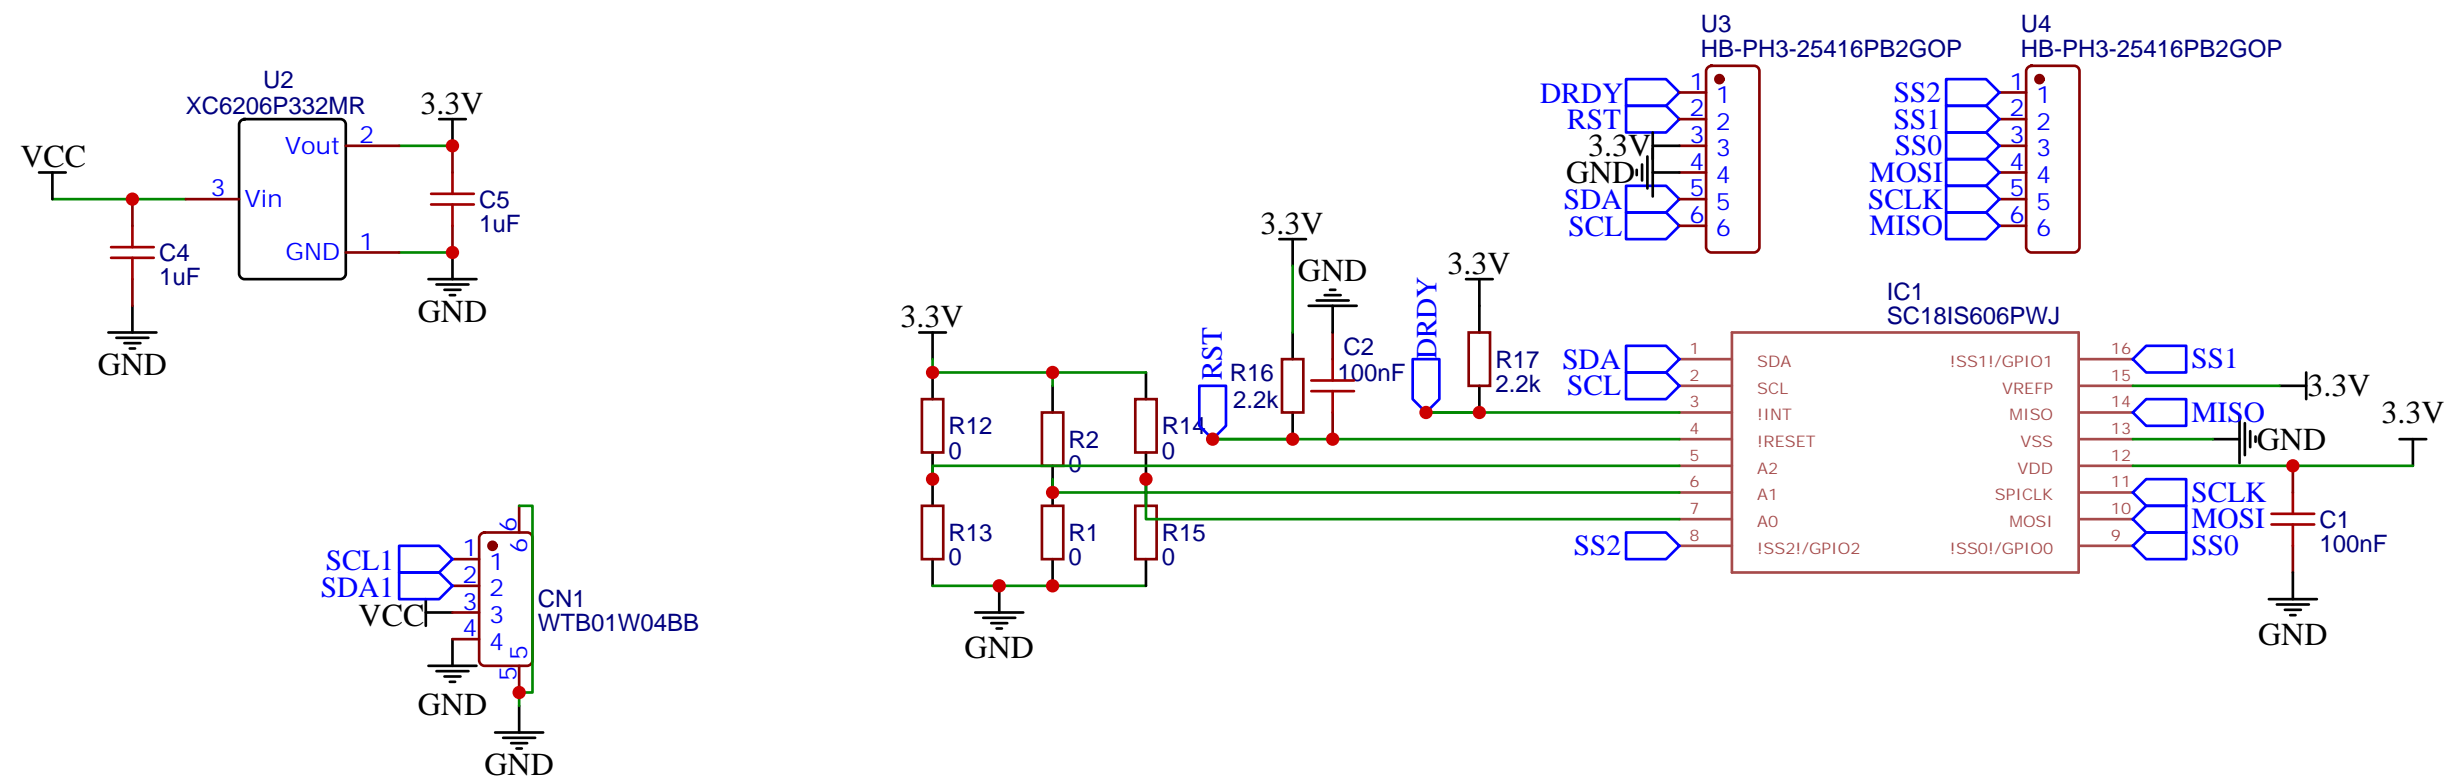 U2
XC6206P332MR
VCC
3
Vin
Vout
2
3.3V
GND
1
C4
1uF
C5
1uF
GND
GND
SCL1
SDA1
VCC
GND
1
2
3
4
1
2
3
4
6
6
5
5
CN1
WTB01W04BB
GND
3.3V
R12
0
R2
0
R14
0
R13
0
R1
0
R15
0
GND
RST
3.3V
R16
2.2k
GND
C2
100nF
DRDY
3.3V
R17
2.2k
U3
HB-PH3-25416PB2GOP
DRDY 1 1
RST 2 2
3.3V 3 3
GND 4 4
SDA 5 5
SCL 6 6
U4
HB-PH3-25416PB2GOP
SS2 1 1
SS1 2 2
SS0 3 3
MOSI 4 4
SCLK 5 5
MISO 6 6
IC1
SC18IS606PWJ
SDA 1 SDA
SCL 2 SCL
3 !INT
4 !RESET
5 A2
6 A1
7 A0
SS2 8 !SS2!/GPIO2
!SS1!/GPIO1 16 SS1
VREFP 15 3.3V
MISO 14 MISO
VSS 13 GND
VDD 12
3.3V
SPICLK 11 SCLK
MOSI 10 MOSI
!SS0!/GPIO0 9 SS0
C1
100nF
GND